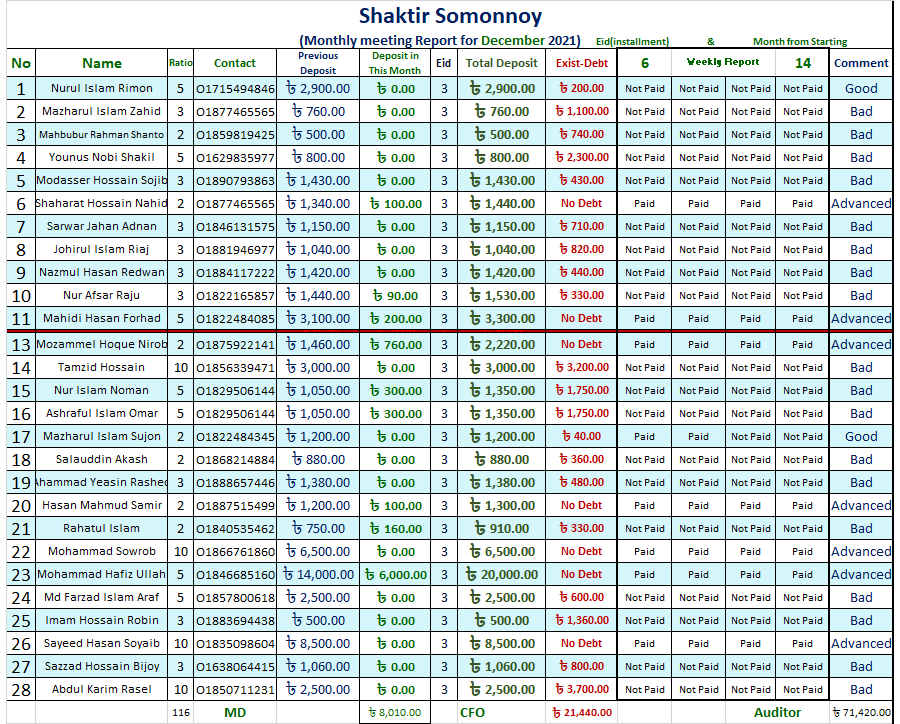 Shaktir Somonnoy
(Monthly meeting Report for December 2021) Eid(installment) & Month from Starting
No Name Ratio Contact Previous Deposit Deposit in This Month Eid Total Deposit Exist-Debt 6 Weekly Report 14 Comment
1 Nurul Islam Rimon 5 O1715494846 ৳ 2,900.00 ৳ 0.00 3 ৳ 2,900.00 ৳ 200.00 Not Paid Not Paid Not Paid Not Paid Good
2 Mazharul Islam Zahid 3 O1877465565 ৳ 760.00 ৳ 0.00 3 ৳ 760.00 ৳ 1,100.00 Not Paid Not Paid Not Paid Not Paid Bad
3 Mahbubur Rahman Shanto 2 O1859819425 ৳ 500.00 ৳ 0.00 3 ৳ 500.00 ৳ 740.00 Not Paid Not Paid Not Paid Not Paid Bad
4 Younus Nobi Shakil 5 O1629835977 ৳ 800.00 ৳ 0.00 3 ৳ 800.00 ৳ 2,300.00 Not Paid Not Paid Not Paid Not Paid Bad
5 Modasser Hossain Sojib 3 O1890793863 ৳ 1,430.00 ৳ 0.00 3 ৳ 1,430.00 ৳ 430.00 Not Paid Not Paid Not Paid Not Paid Bad
6 Shaharat Hossain Nahid 2 O1877465565 ৳ 1,340.00 ৳ 100.00 3 ৳ 1,440.00 No Debt Paid Paid Paid Paid Advanced
7 Sarwar Jahan Adnan 3 O1846131575 ৳ 1,150.00 ৳ 0.00 3 ৳ 1,150.00 ৳ 710.00 Not Paid Not Paid Not Paid Not Paid Bad
8 Johirul Islam Riaj 3 O1881946977 ৳ 1,040.00 ৳ 0.00 3 ৳ 1,040.00 ৳ 820.00 Not Paid Not Paid Not Paid Not Paid Bad
9 Nazmul Hasan Redwan 3 O1884117222 ৳ 1,420.00 ৳ 0.00 3 ৳ 1,420.00 ৳ 440.00 Not Paid Not Paid Not Paid Not Paid Bad
10 Nur Afsar Raju 3 O1822165857 ৳ 1,440.00 ৳ 90.00 3 ৳ 1,530.00 ৳ 330.00 Not Paid Not Paid Not Paid Not Paid Bad
11 Mahidi Hasan Forhad 5 O1822484085 ৳ 3,100.00 ৳ 200.00 3 ৳ 3,300.00 No Debt Paid Paid Paid Paid Advanced
13 Mozammel Hoque Nirob 2 O1875922141 ৳ 1,460.00 ৳ 760.00 3 ৳ 2,220.00 No Debt Paid Paid Paid Paid Advanced
14 Tamzid Hossain 10 O1856339471 ৳ 3,000.00 ৳ 0.00 3 ৳ 3,000.00 ৳ 3,200.00 Not Paid Not Paid Not Paid Not Paid Bad
15 Nur Islam Noman 5 O1829506144 ৳ 1,050.00 ৳ 300.00 3 ৳ 1,350.00 ৳ 1,750.00 Not Paid Not Paid Not Paid Not Paid Bad
16 Ashraful Islam Omar 5 O1829506144 ৳ 1,050.00 ৳ 300.00 3 ৳ 1,350.00 ৳ 1,750.00 Not Paid Not Paid Not Paid Not Paid Bad
17 Mazharul Islam Sujon 2 O1822484345 ৳ 1,200.00 ৳ 0.00 3 ৳ 1,200.00 ৳ 40.00 Paid Paid Not Paid Not Paid Good
18 Salauddin Akash 2 O1868214884 ৳ 880.00 ৳ 0.00 3 ৳ 880.00 ৳ 360.00 Not Paid Not Paid Not Paid Not Paid Bad
19 Yeasin 3 O1888657446 ৳ 1,380.00 ৳ 0.00 3 ৳ 1,380.00 ৳ 480.00 Not Paid Not Paid Not Paid Not Paid Bad
20 Hasan Mahmud Samir 2 O1887515499 ৳ 1,200.00 ৳ 100.00 3 ৳ 1,300.00 No Debt Paid Paid Paid Paid Advanced
21 Rahatul Islam 2 O1840535462 ৳ 750.00 ৳ 160.00 3 ৳ 910.00 ৳ 330.00 Not Paid Not Paid Not Paid Not Paid Bad
22 Mohammad Sowrob 10 O1866761860 ৳ 6,500.00 ৳ 0.00 3 ৳ 6,500.00 No Debt Paid Paid Paid Paid Advanced
23 Mohammad Hafiz Ullah 5 O1846685160 ৳ 14,000.00 ৳ 6,000.00 3 ৳ 20,000.00 No Debt Paid Paid Paid Paid Advanced
24 Md Farzad Islam Araf 5 O1857800618 ৳ 2,500.00 ৳ 0.00 3 ৳ 2,500.00 ৳ 600.00 Not Paid Not Paid Not Paid Not Paid Bad
25 Imam Hossain Robin 3 O1883694438 ৳ 500.00 ৳ 0.00 3 ৳ 500.00 ৳ 1,360.00 Not Paid Not Paid Not Paid Not Paid Bad
26 Sayeed Hasan Soyaib 10 O1835098604 ৳ 8,500.00 ৳ 0.00 3 ৳ 8,500.00 No Debt Paid Paid Paid Paid Advanced
27 Sazzad Hossain Bijoy 3 O1638064415 ৳ 1,060.00 ৳ 0.00 3 ৳ 1,060.00 ৳ 800.00 Not Paid Not Paid Not Paid Not Paid Bad
28 Abdul Karim Rasel 10 O1850711231 ৳ 2,500.00 ৳ 0.00 3 ৳ 2,500.00 ৳ 3,700.00 Not Paid Not Paid Not Paid Not Paid Bad
116 MD ৳ 8,010.00 CFO ৳ 21,440.00 Auditor ৳ 71,420.00